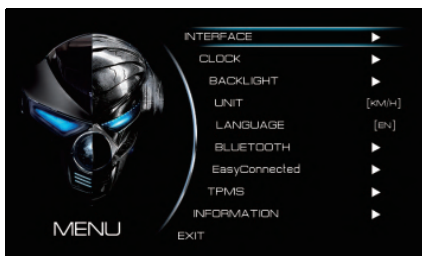 INTERFACE
CLOCK
BACKLIGHT
UNIT [KM/H]
LANGUAGE [EN]
BLUETOOTH
EasyConnected
TPMS
INFORMATION
EXIT
MENU